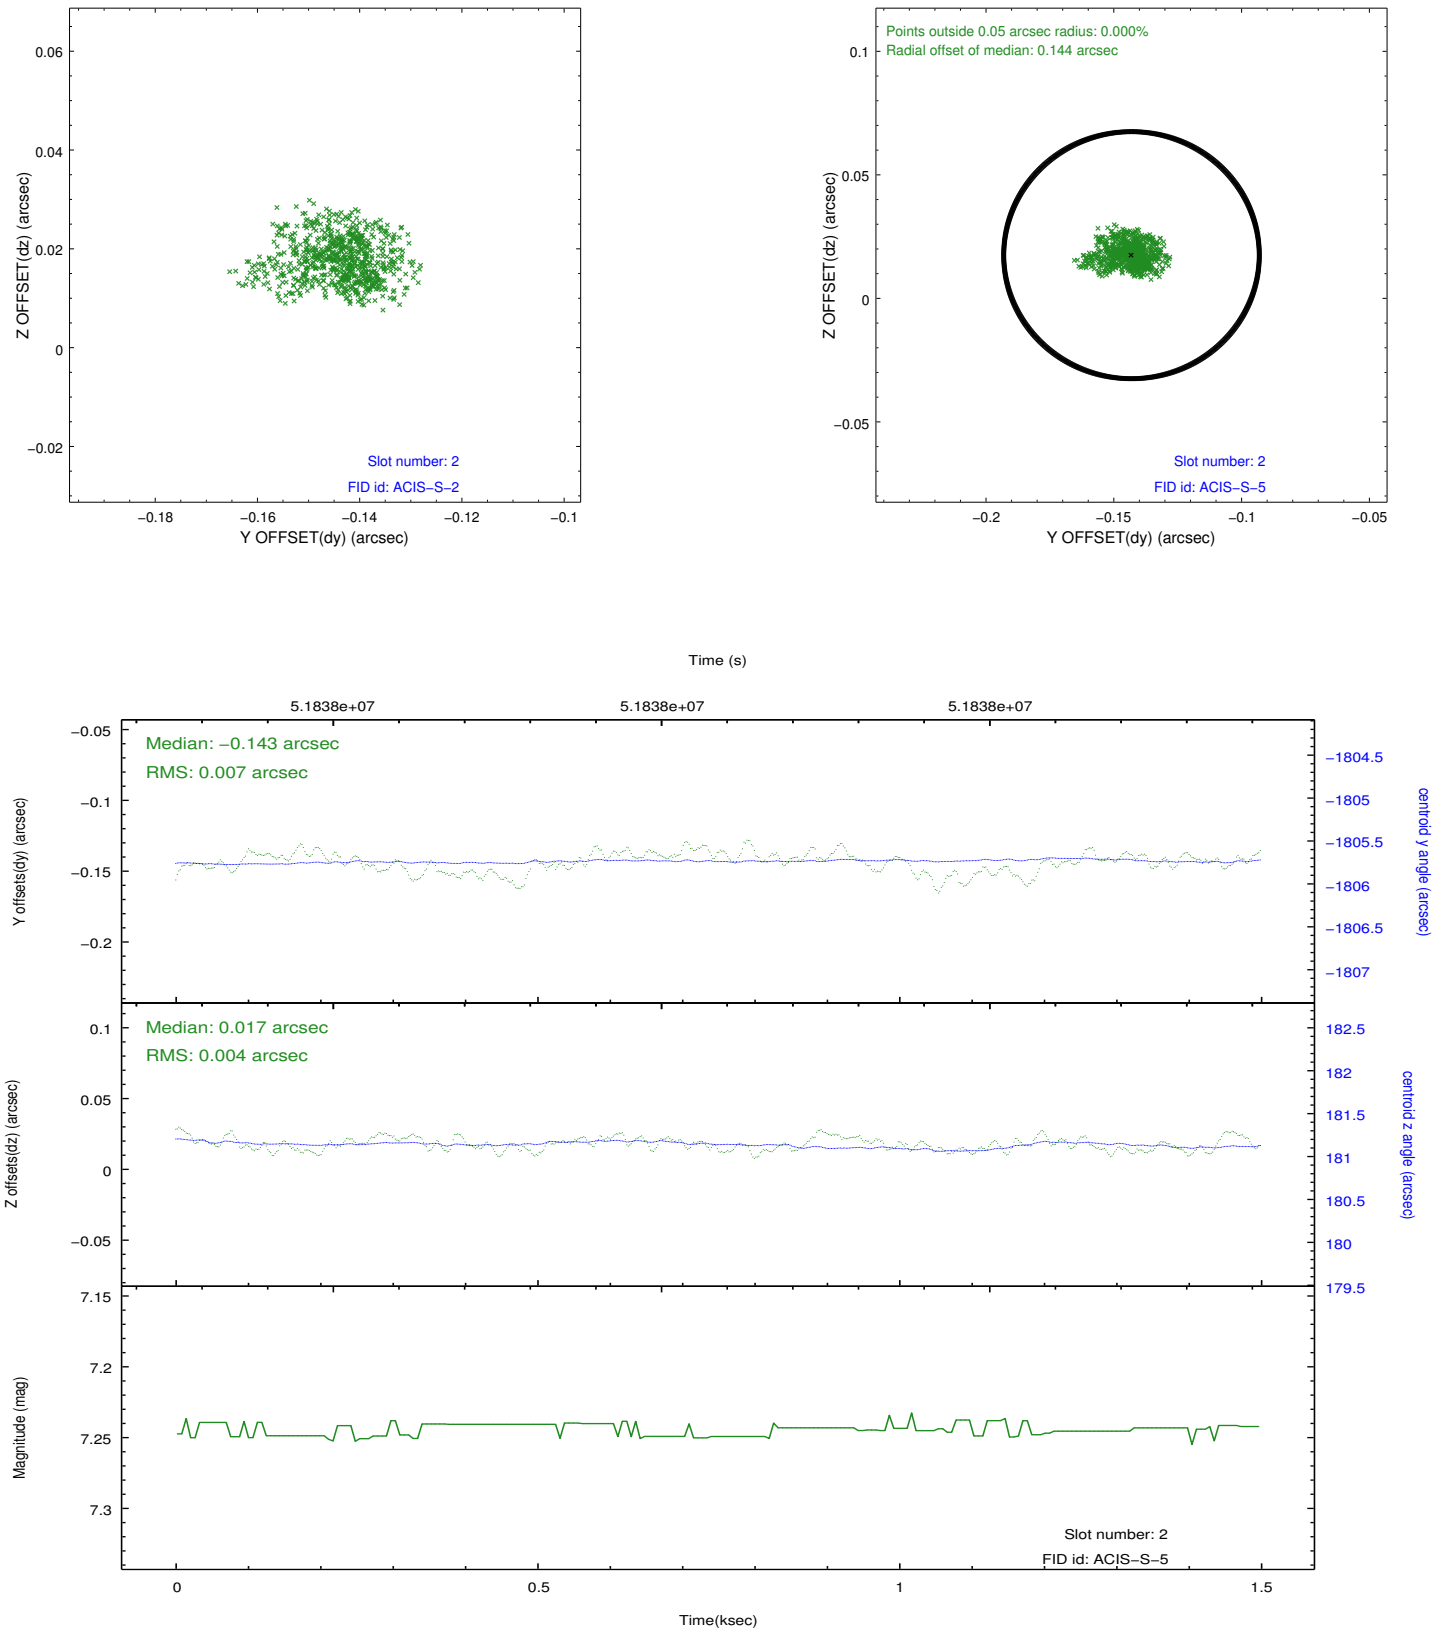 0.06
0.04
0.02
0
−0.02
Z OFFSET(dz) (arcsec)
Slot number: 2
FID id: ACIS−S−2
−0.18
−0.16
−0.14
−0.12
−0.1
Y OFFSET(dy) (arcsec)
Points outside 0.05 arcsec radius: 0.000%
Radial offset of median: 0.144 arcsec
0.1
0.05
0
−0.05
Z OFFSET(dz) (arcsec)
Slot number: 2
FID id: ACIS−S−5
−0.2
−0.15
−0.1
−0.05
Y OFFSET(dy) (arcsec)
Time (s)
5.1838e+07
5.1838e+07
5.1838e+07
Median: −0.143 arcsec
RMS: 0.007 arcsec
−0.05
−0.1
−0.15
−0.2
Y offsets(dy) (arcsec)
−1804.5
−1805
−1805.5
−1806
−1806.5
−1807
centroid y angle (arcsec)
Median: 0.017 arcsec
RMS: 0.004 arcsec
0.1
0.05
0
−0.05
Z offsets(dz) (arcsec)
182.5
182
181.5
181
180.5
180
179.5
centroid z angle (arcsec)
7.15
7.2
7.25
7.3
Magnitude (mag)
Slot number: 2
FID id: ACIS−S−5
0
0.5
1
1.5
Time(ksec)